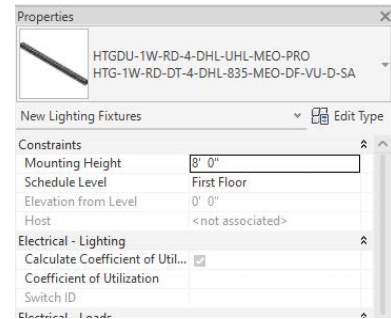 Properties
HTGDU-1W-RD-4-DHL-UHL-MEO-PRO
HTG-1W-RD-DT-4-DHL-835-MEO-DF-VU-D-SA
New Lighting Fixtures Edit Type
Constraints
Mounting Height 8' 0"
Schedule Level First Floor
Elevation from Level 0' 0"
Host <not associated>
Electrical - Lighting
Calculate Coefficient of Util...
Coefficient of Utilization
Switch ID
Electrical - Loads